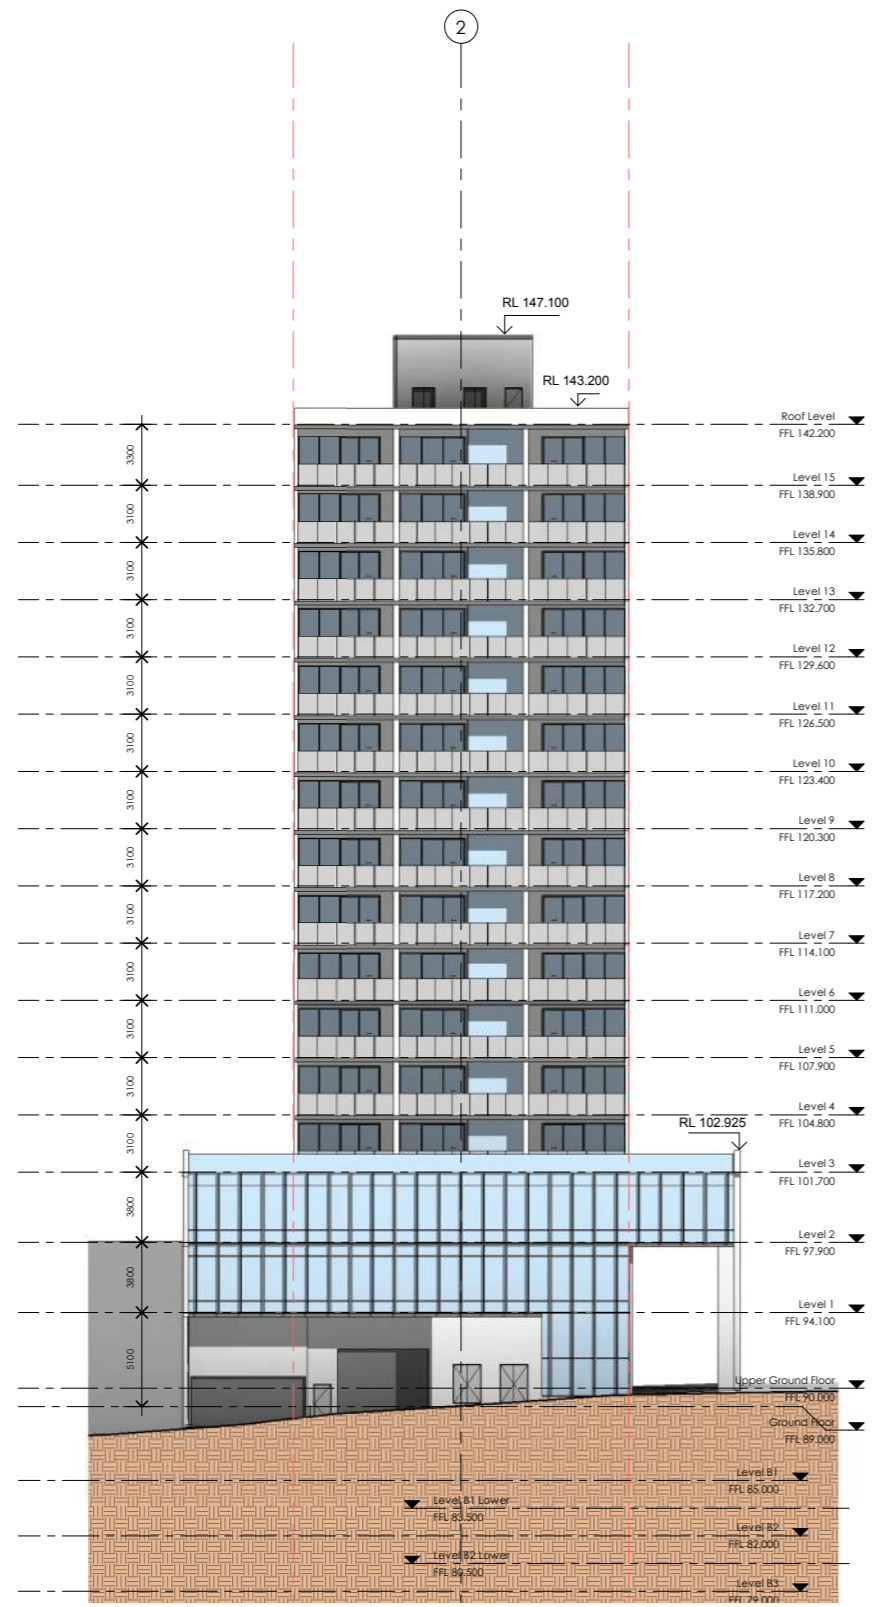 2
RL 147.100
RL 143.200
Roof Level
FFL 142.200
3300
Level 15
FFL 138.900
3100
Level 14
FFL 135.800
3100
Level 13
FFL 132.700
3100
Level 12
FFL 129.600
3100
Level 11
FFL 126.500
3100
Level 10
FFL 123.400
3100
Level 9
FFL 120.300
3100
Level 8
FFL 117.200
3100
Level 7
FFL 114.100
3100
Level 6
FFL 111.000
3100
Level 5
FFL 107.900
3100
Level 4
FFL 104.800
RL 102.925
3100
Level 3
FFL 101.700
3800
Level 2
FFL 97.900
3800
Level 1
FFL 94.100
5100
Upper Ground Floor
FFL 90.000
Ground Floor
FFL 89.000
Level B1
FFL 85.000
Level B1 Lower
FFL 83.500
Level B2
FFL 82.000
Level B2 Lower
FFL 80.500
Level B3
FFL 79.000